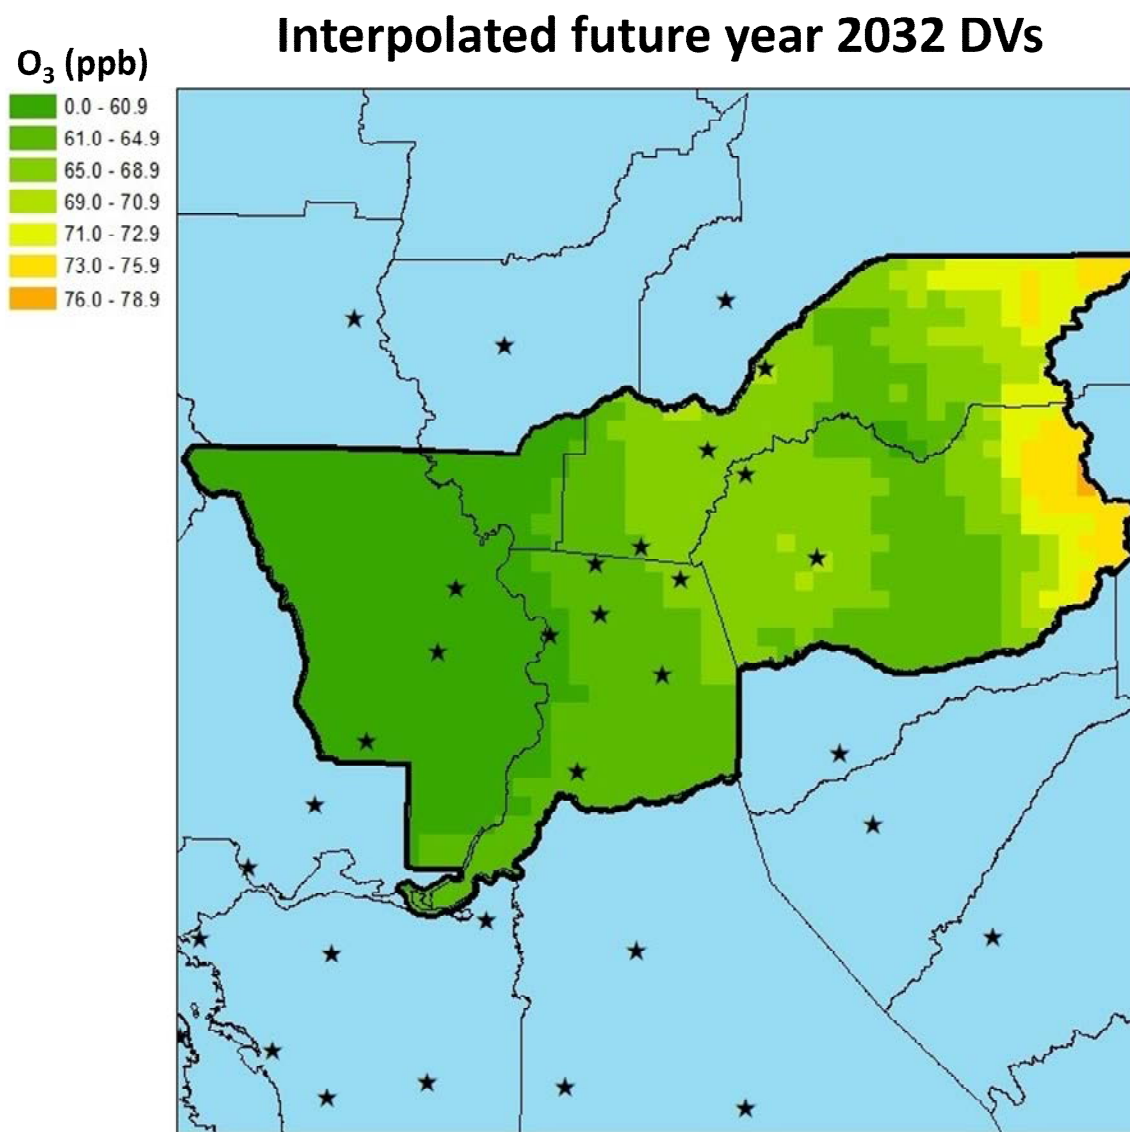 Interpolated future year 2032 DVs
O₃ (ppb)
0.0 - 60.9
61.0 - 64.9
65.0 - 68.9
69.0 - 70.9
71.0 - 72.9
73.0 - 75.9
76.0 - 78.9